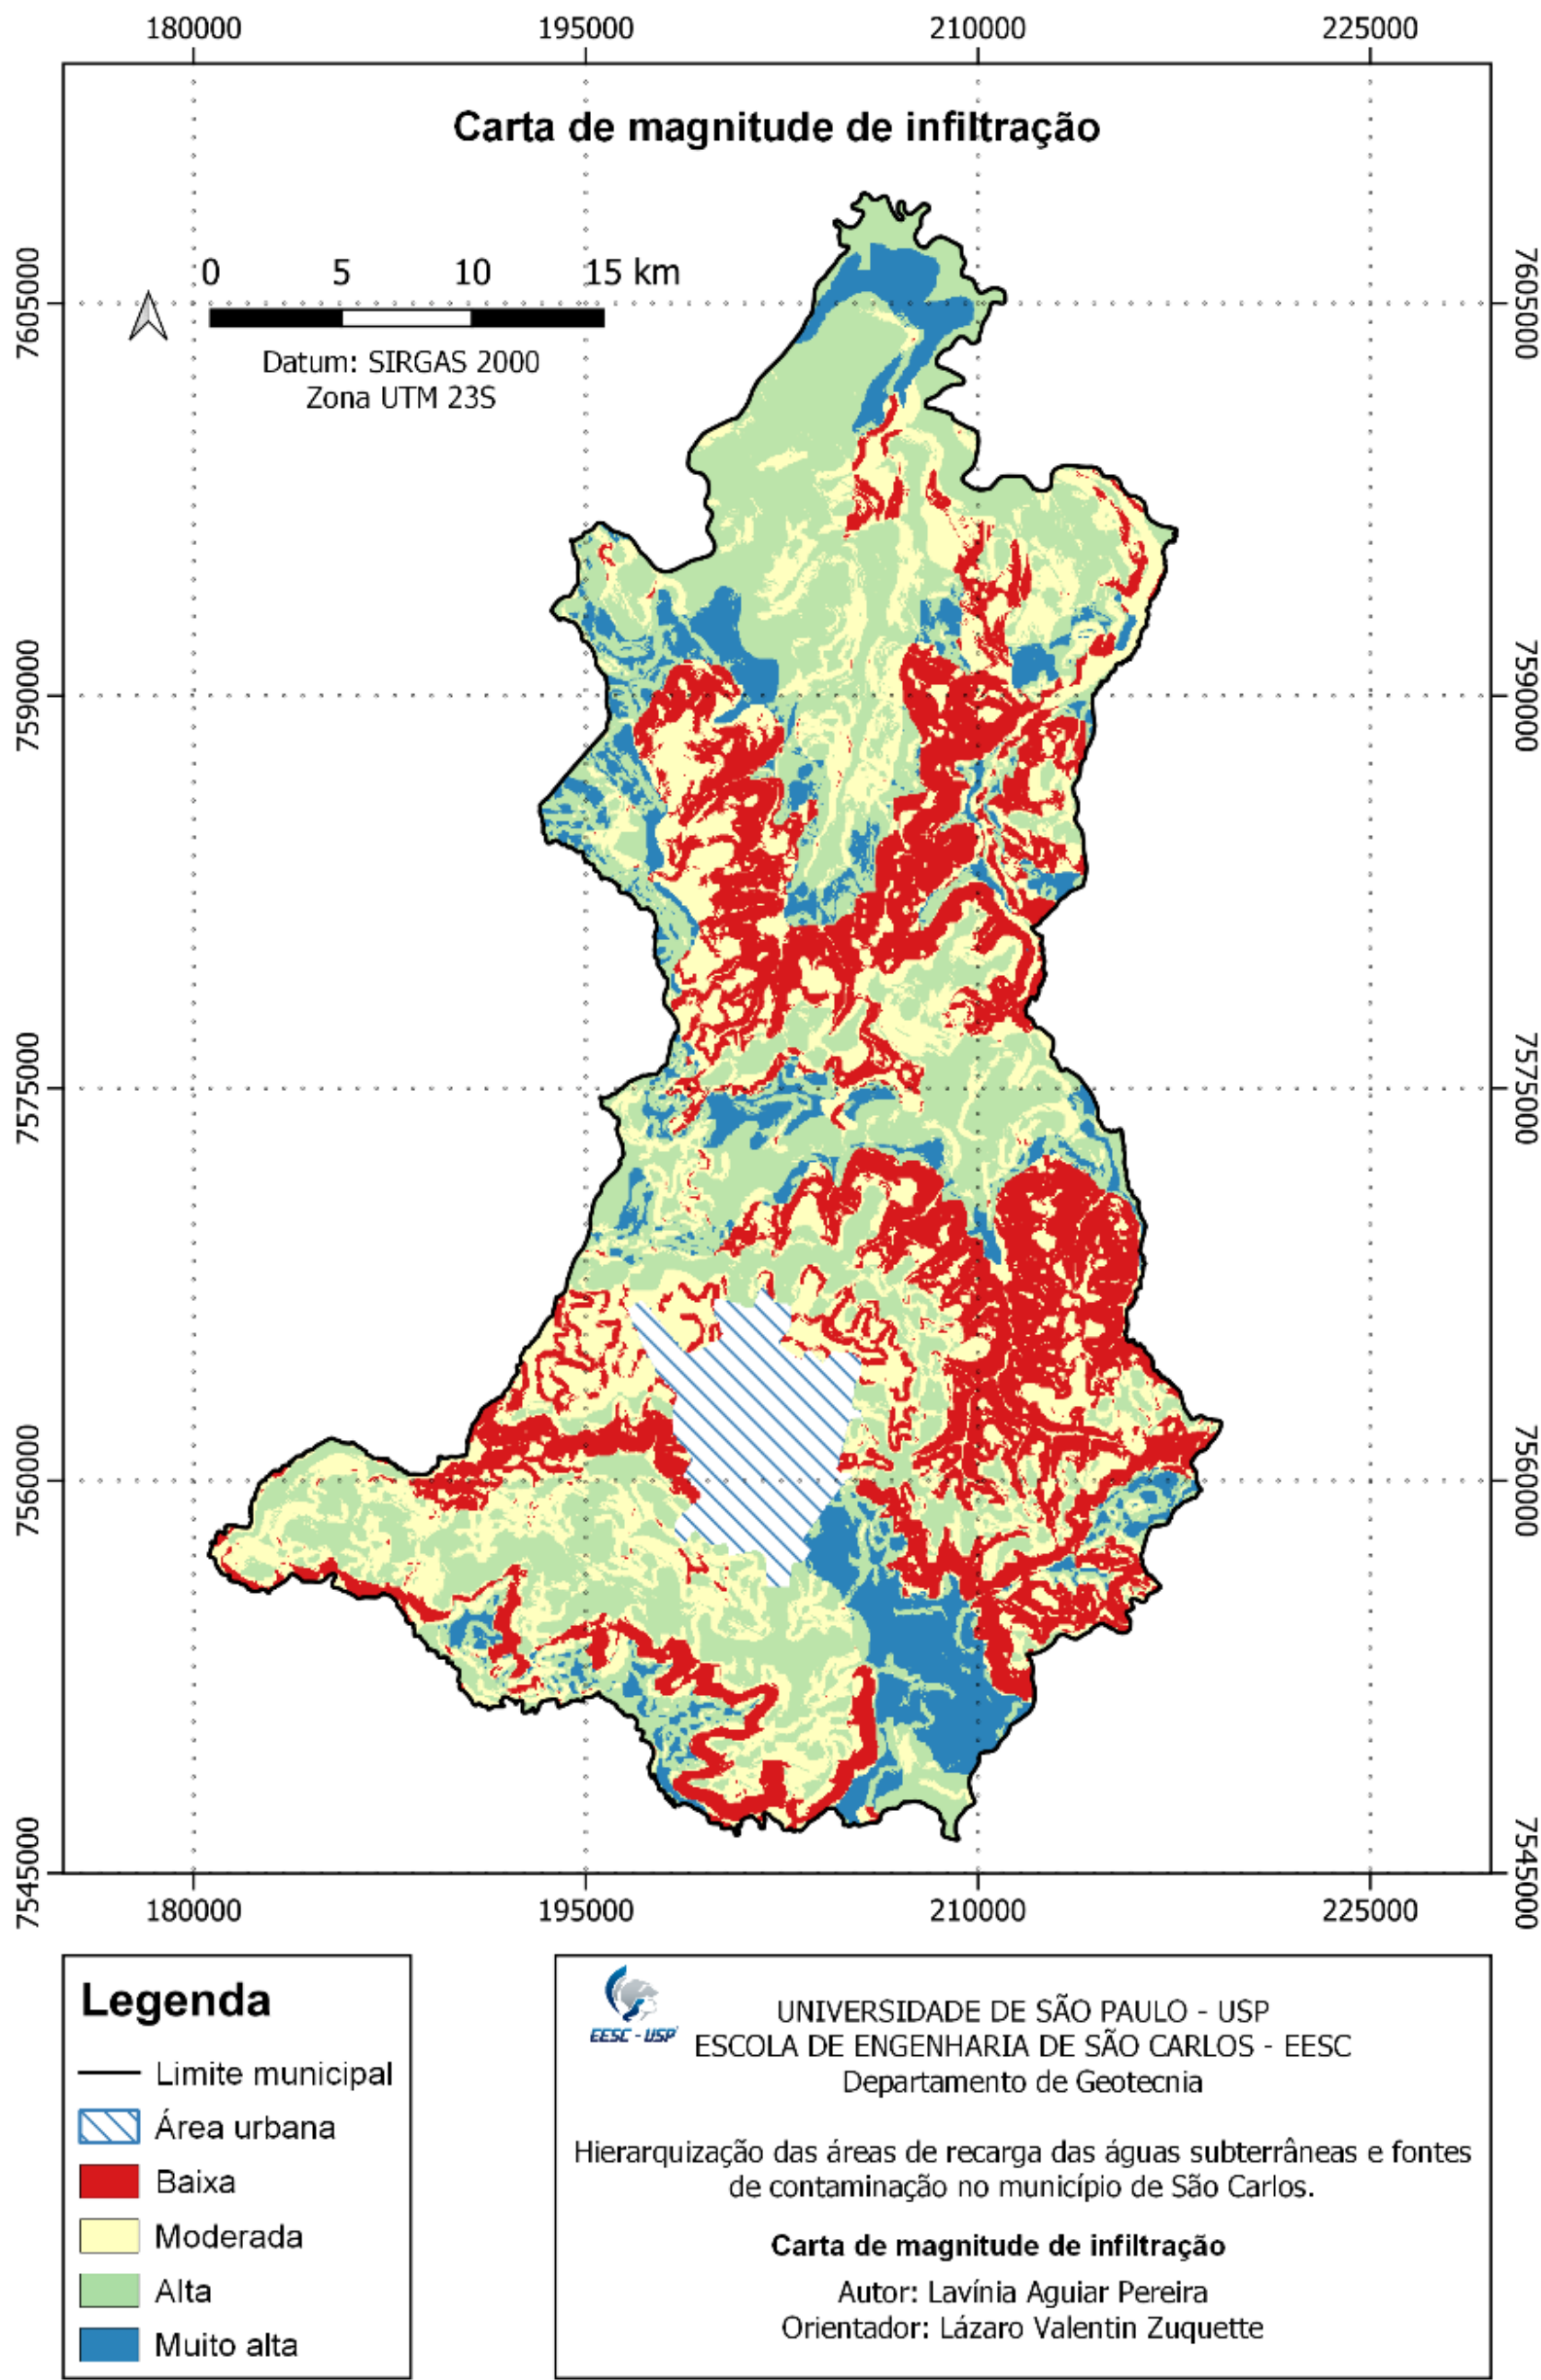 180000 195000 210000 225000
Carta de magnitude de infiltração
0 5 10 15 km
Datum: SIRGAS 2000
Zona UTM 23S
7605000 7605000
7590000 7590000
7575000 7575000
7560000 7560000
7545000 7545000
180000 195000 210000 225000
Legenda
Limite municipal
Área urbana
Baixa
Moderada
Alta
Muito alta
EESC - USP
UNIVERSIDADE DE SÃO PAULO - USP
ESCOLA DE ENGENHARIA DE SÃO CARLOS - EESC
Departamento de Geotecnia
Hierarquização das áreas de recarga das águas subterrâneas e fontes
de contaminação no município de São Carlos.
Carta de magnitude de infiltração
Autor: Lavínia Aguiar Pereira
Orientador: Lázaro Valentin Zuquette